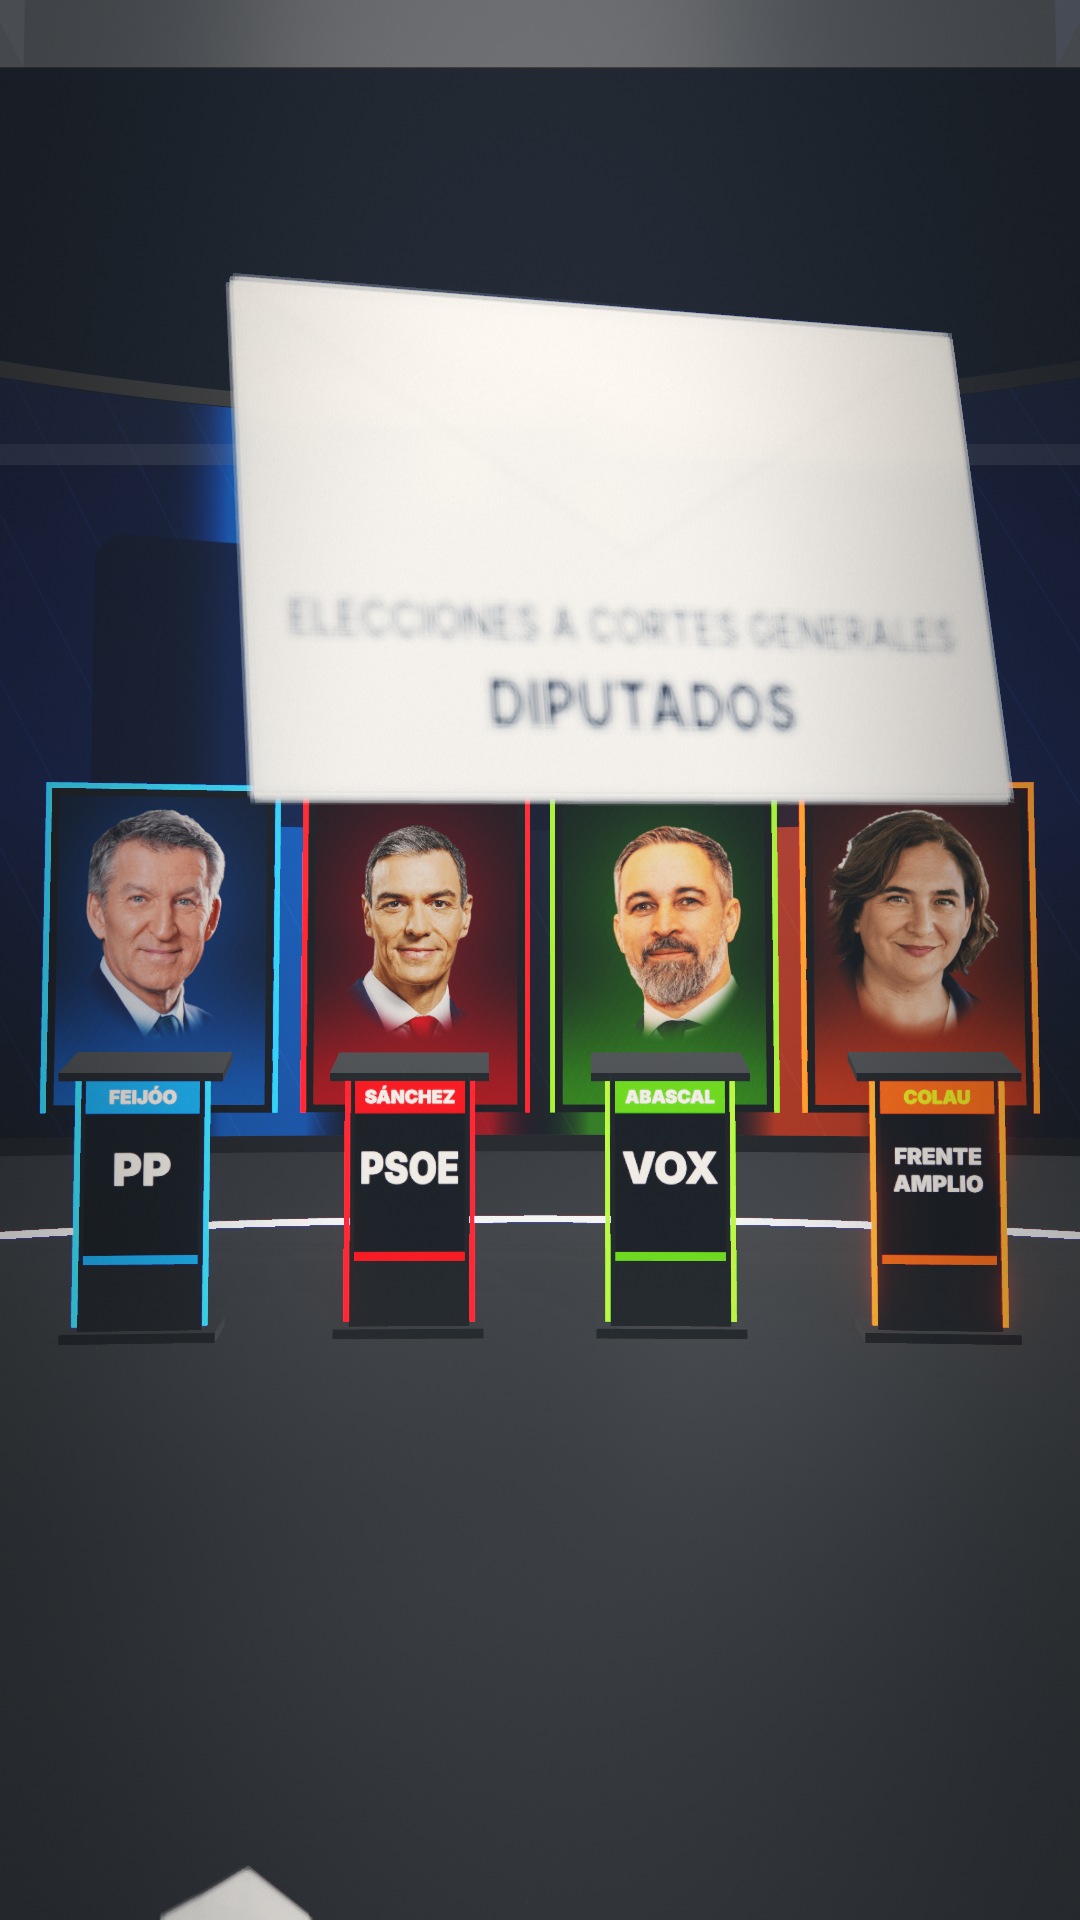 ELECCIONES A CORTES GENERALES
DIPUTADOS
FEIJÓO
SÁNCHEZ
ABASCAL
COLAU
PP
PSOE
VOX
FRENTE
AMPLIO